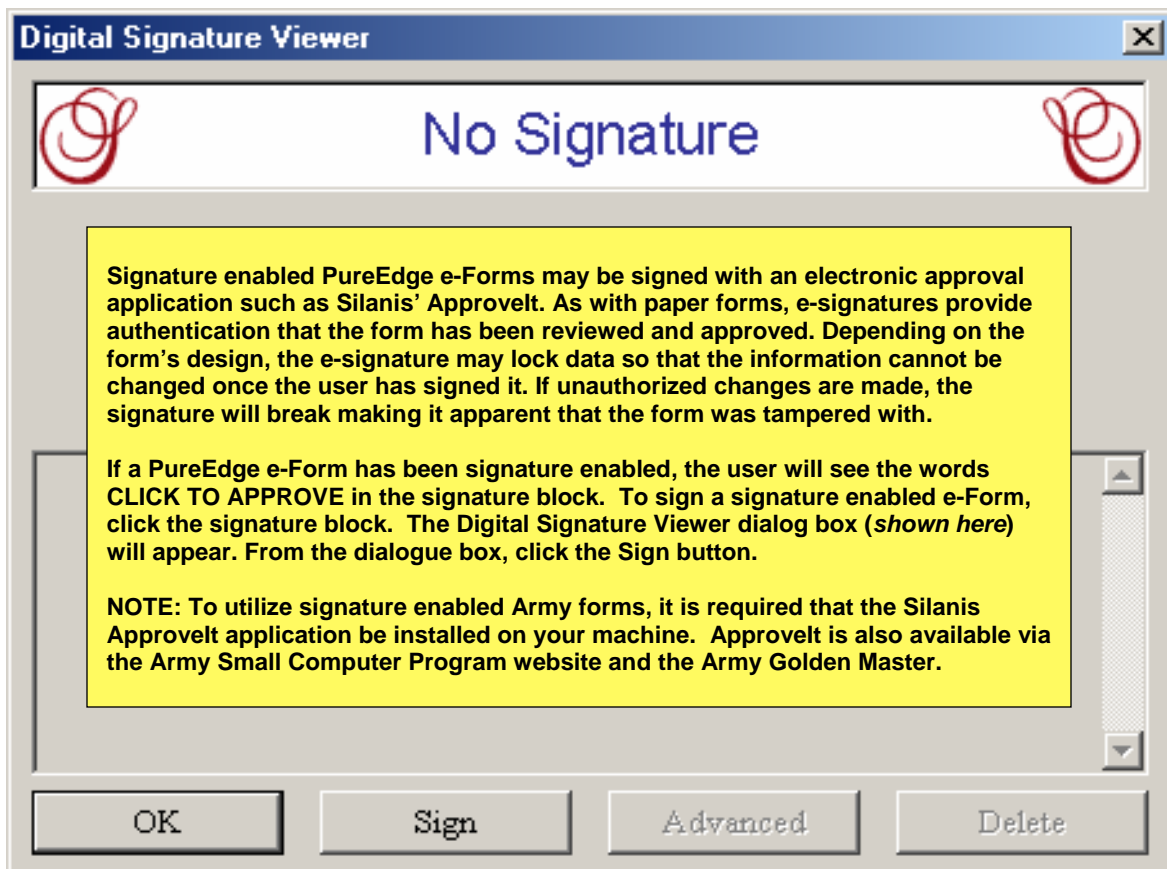 Digital Signature Viewer
No Signature
Signature enabled PureEdge e-Forms may be signed with an electronic approval
application such as Silanis’ ApproveIt. As with paper forms, e-signatures provide
authentication that the form has been reviewed and approved. Depending on the
form’s design, the e-signature may lock data so that the information cannot be
changed once the user has signed it. If unauthorized changes are made, the
signature will break making it apparent that the form was tampered with.
If a PureEdge e-Form has been signature enabled, the user will see the words
CLICK TO APPROVE in the signature block. To sign a signature enabled e-Form,
click the signature block. The Digital Signature Viewer dialog box (shown here)
will appear. From the dialogue box, click the Sign button.
NOTE: To utilize signature enabled Army forms, it is required that the Silanis
ApproveIt application be installed on your machine. ApproveIt is also available via
the Army Small Computer Program website and the Army Golden Master.
OK Sign Advanced Delete